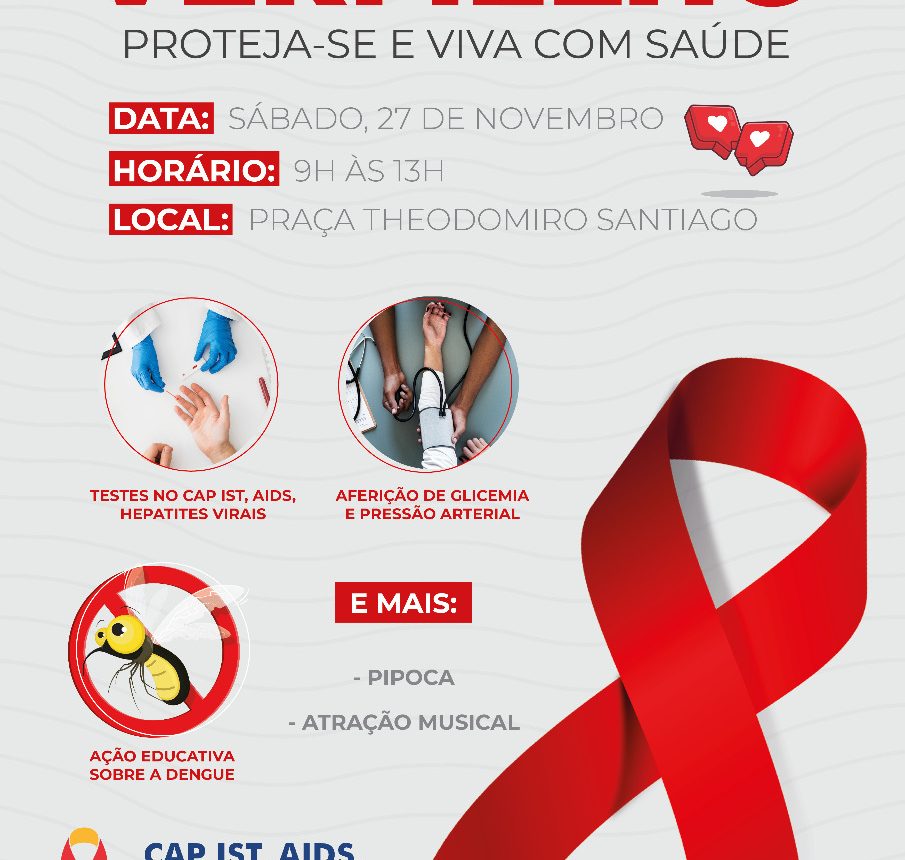 PROTEJA-SE E VIVA COM SAÚDE
DATA: SÁBADO, 27 DE NOVEMBRO
HORÁRIO: 9H ÀS 13H
LOCAL: PRAÇA THEODOMIRO SANTIAGO
TESTES NO CAP IST, AIDS,
HEPATITES VIRAIS
AFERIÇÃO DE GLICEMIA
E PRESSÃO ARTERIAL
E MAIS:
- PIPOCA
- ATRAÇÃO MUSICAL
AÇÃO EDUCATIVA
SOBRE A DENGUE
CAP IST, AIDS